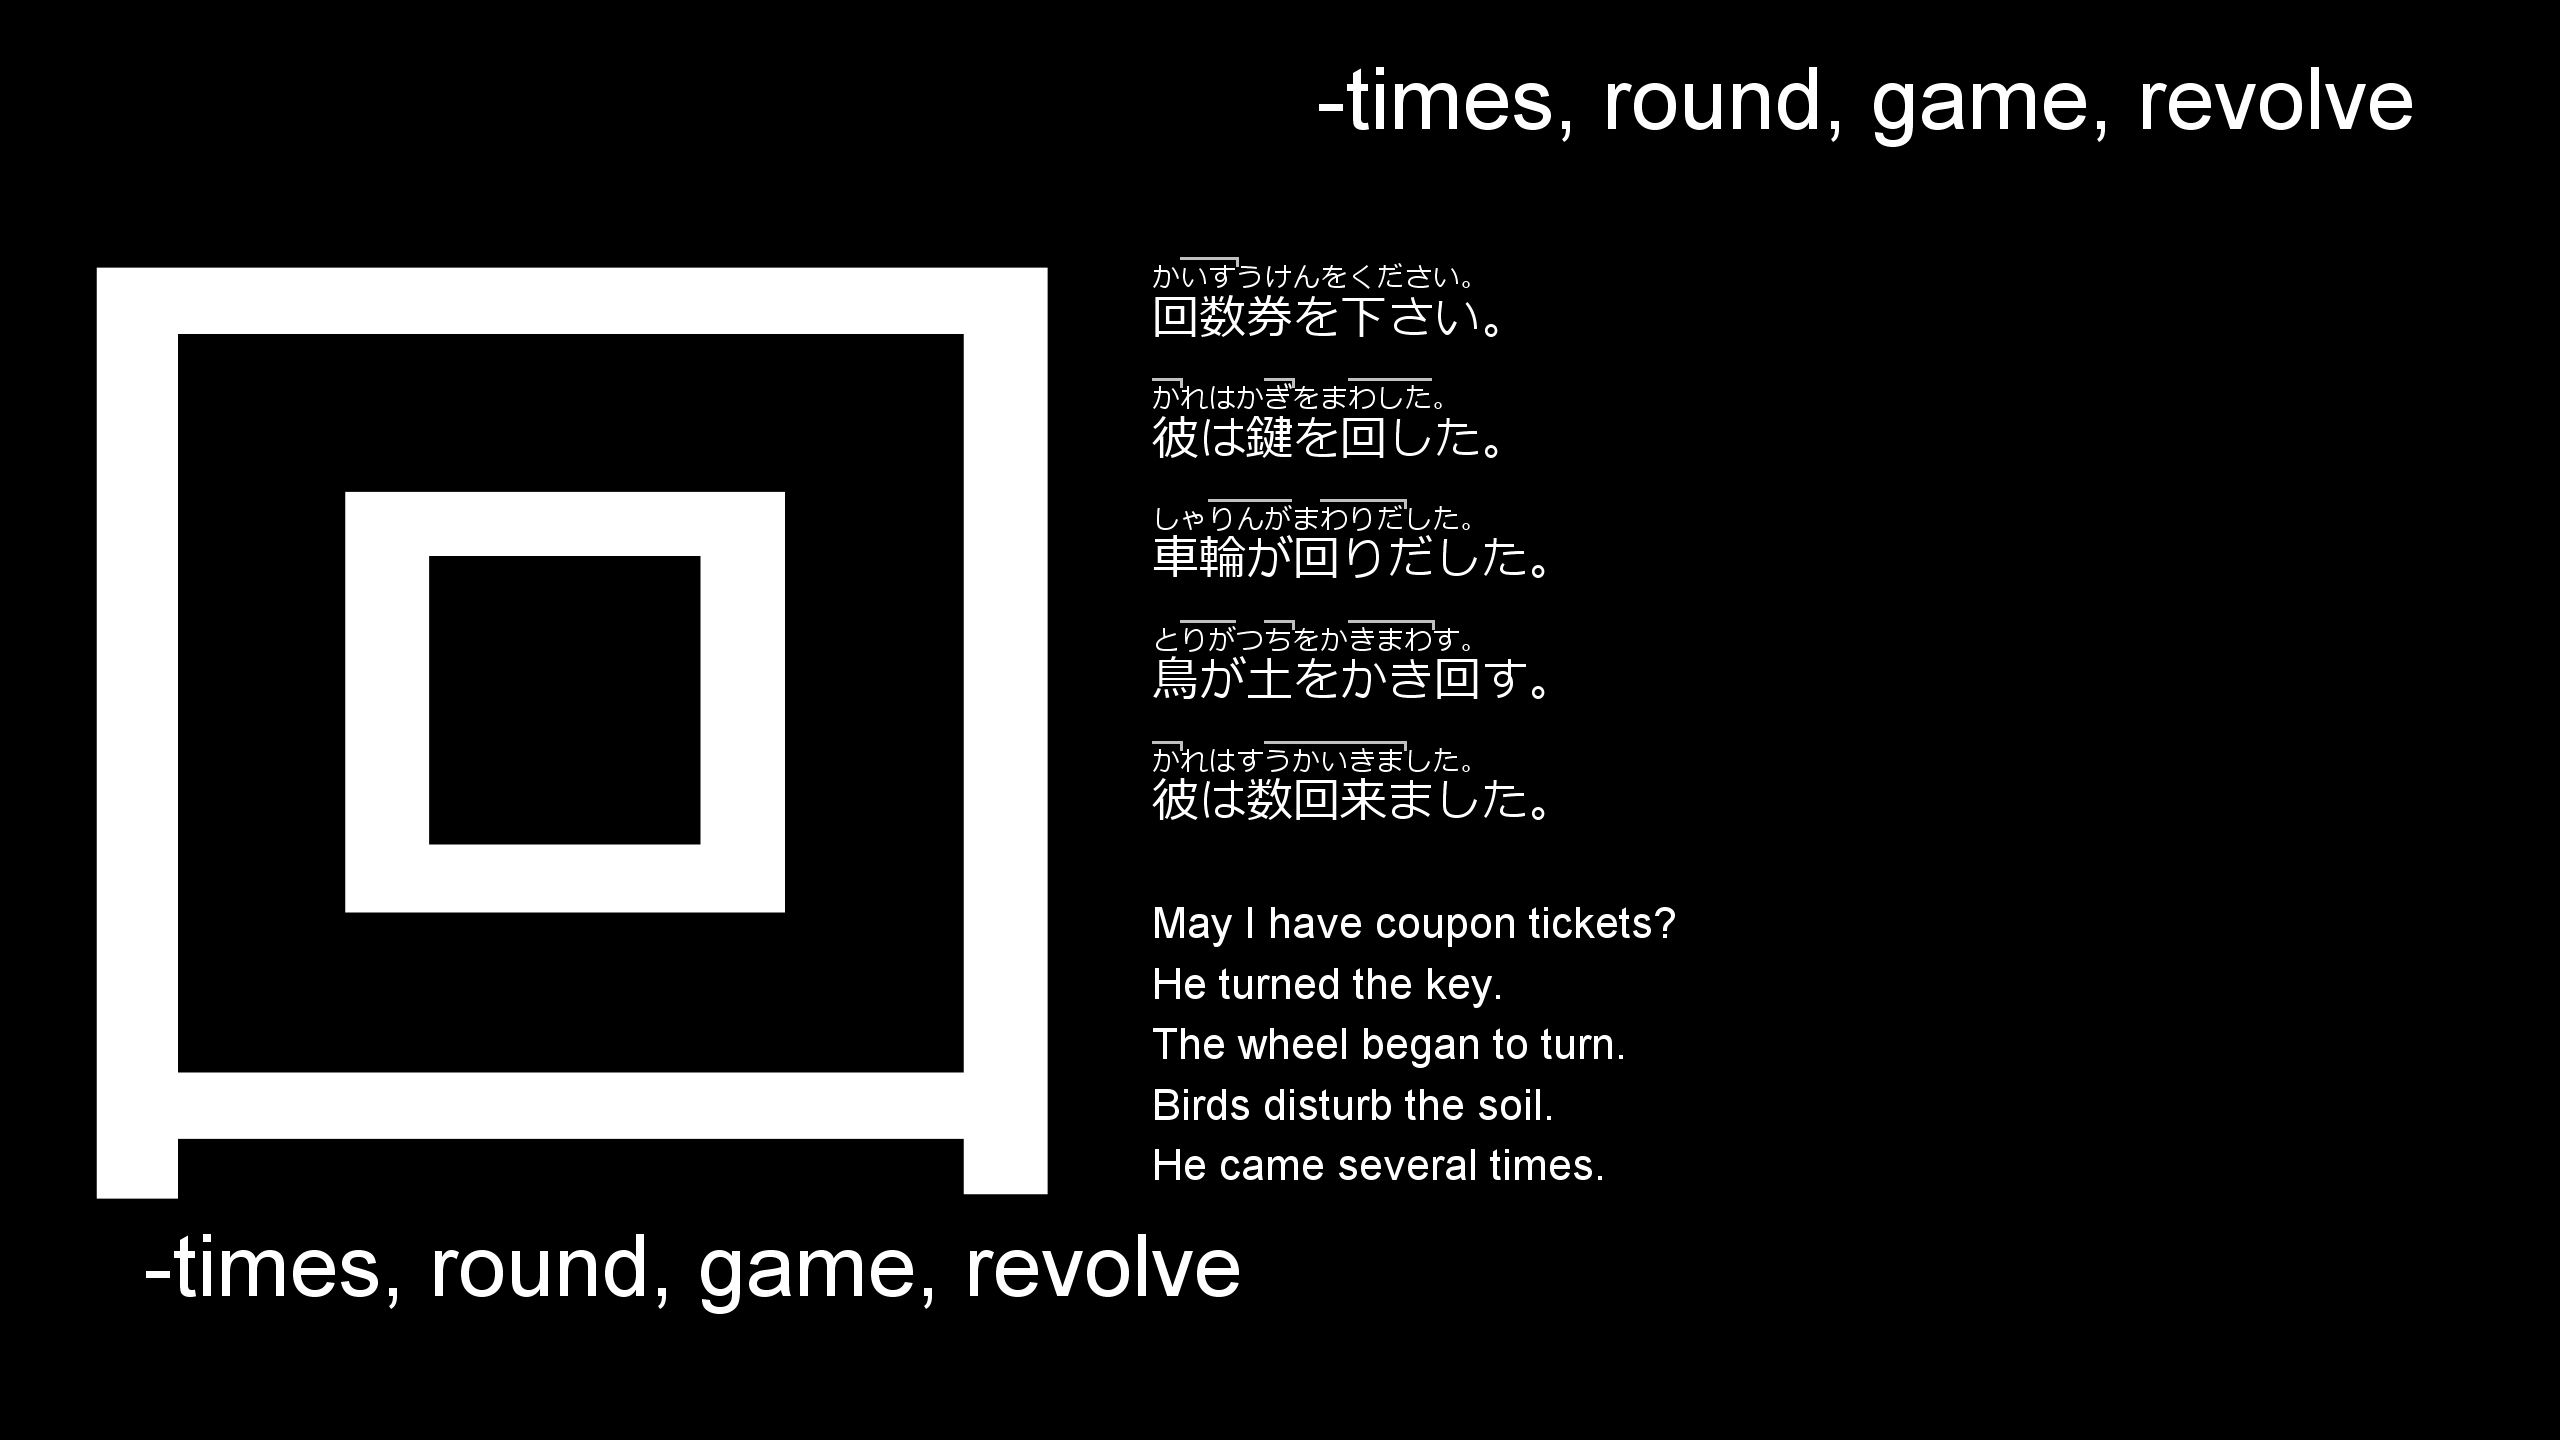 -times, round, game, revolve
回
かいすうけんをください。
回数券を下さい。
かれはかぎをまわした。
彼は鍵を回した。
しゃりんがまわりだした。
車輪が回りだした。
とりがつちをかきまわす。
鳥が土をかき回す。
かれはすうかいきました。
彼は数回来ました。
May I have coupon tickets?
He turned the key.
The wheel began to turn.
Birds disturb the soil.
He came several times.
-times, round, game, revolve